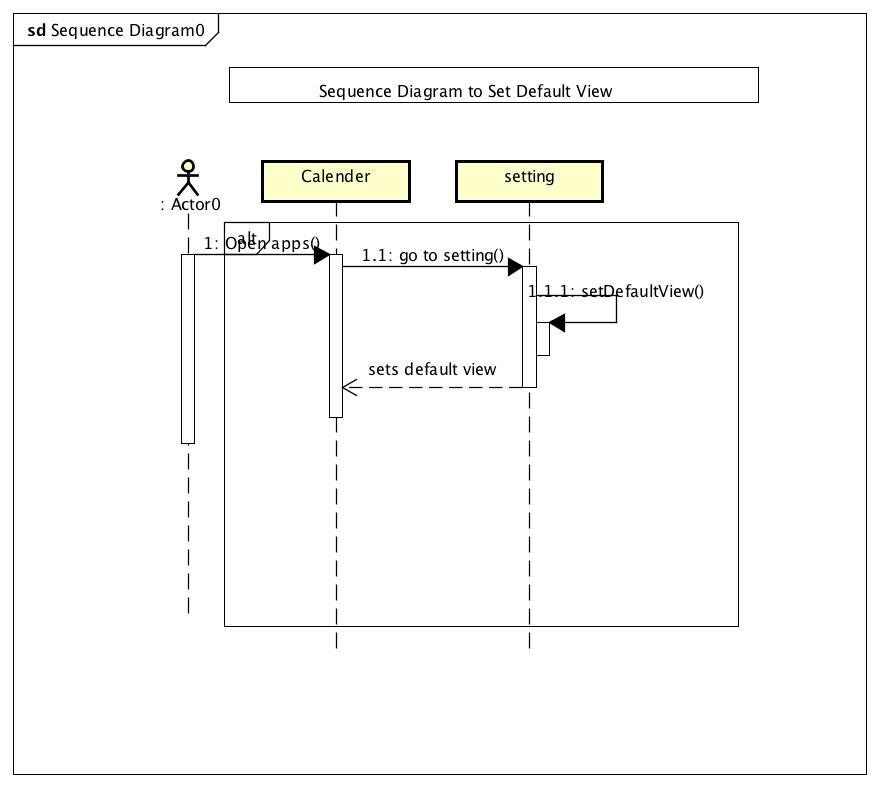 sd Sequence Diagram0
Sequence Diagram to Set Default View
Calender
setting
: Actor0
alt
1: Open apps()
1.1: go to setting()
1.1.1: setDefaultView()
sets default view